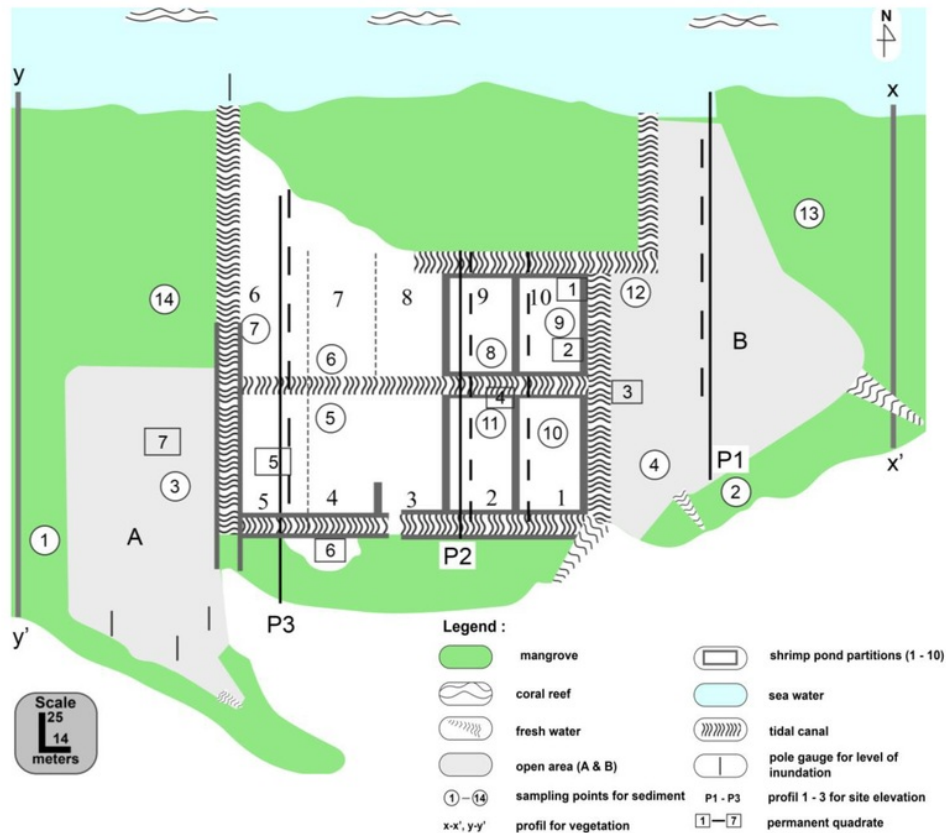 N
y
x
13
14
12
6
7
8
9
10
1
7
9
B
6
8
2
5
4
3
11
10
7
5
4
P1
3
x'
5
4
3
2
1
2
1
A
6
P2
y'
P3
Legend :
mangrove
shrimp pond partitions (1 - 10)
coral reef
sea water
fresh water
tidal canal
open area (A & B)
pole gauge for level of
inundation
1 – 14 sampling points for sediment
P1 - P3 profil 1 - 3 for site elevation
x-x', y-y' profil for vegetation
1 — 7 permanent quadrate
Scale
25
14
meters